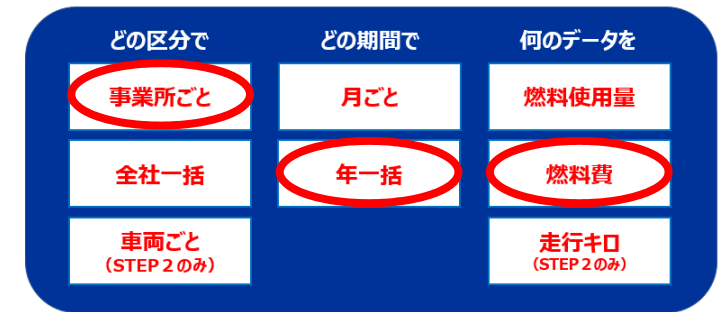 どの区分で
どの期間で
何のデータを
事業所ごと
月ごと
燃料使用量
全社一括
年一括
燃料費
車両ごと
（STEP２のみ）
走行キロ
（STEP２のみ）